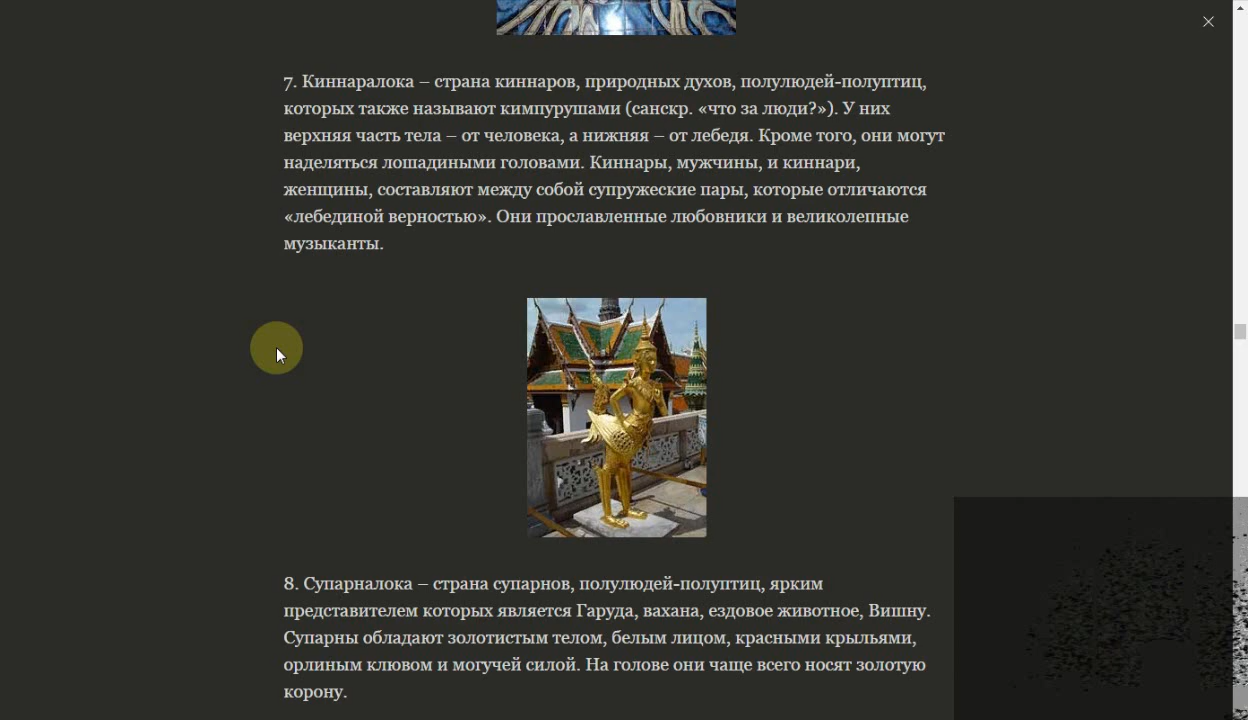 7. Киннаралока – страна киннаров, природных духов, полулюдей-полуптиц,
которых также называют кимпурушами (санскр. «что за люди?»). У них
верхняя часть тела – от человека, а нижняя – от лебедя. Кроме того, они могут
наделяться лошадиными головами. Киннары, мужчины, и киннари,
женщины, составляют между собой супружеские пары, которые отличаются
«лебединой верностью». Они прославленные любовники и великолепные
музыканты.
8. Супарналока – страна супарнов, полулюдей-полуптиц, ярким
представителем которых является Гаруда, вахана, ездовое животное, Вишну.
Супарны обладают золотистым телом, белым лицом, красными крыльями,
орлиным клювом и могучей силой. На голове они чаще всего носят золотую
корону.